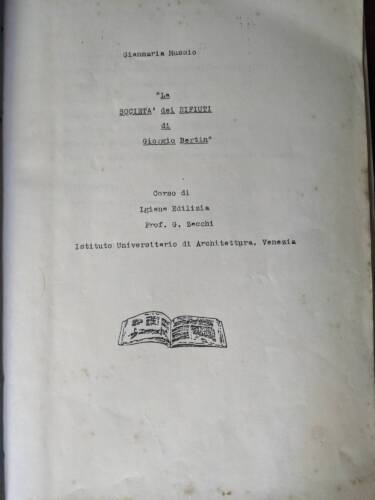 Gianmaria Mussio
"La
SOCIETA' dei RIFIUTI
di
Giorgio Bertin"
Corso di
Igiene Edilizia
Prof. G. Zecchi
Istituto Universitario di Architettura, Venezia